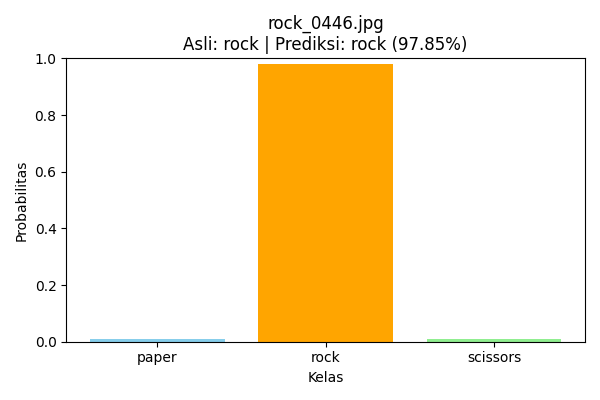 rock_0446.jpg
Asli: rock | Prediksi: rock (97.85%)
1.0
0.8
0.6
0.4
0.2
0.0
Probabilitas
paper rock scissors
Kelas